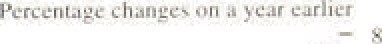 Percentage changes on a year earlier
– 8